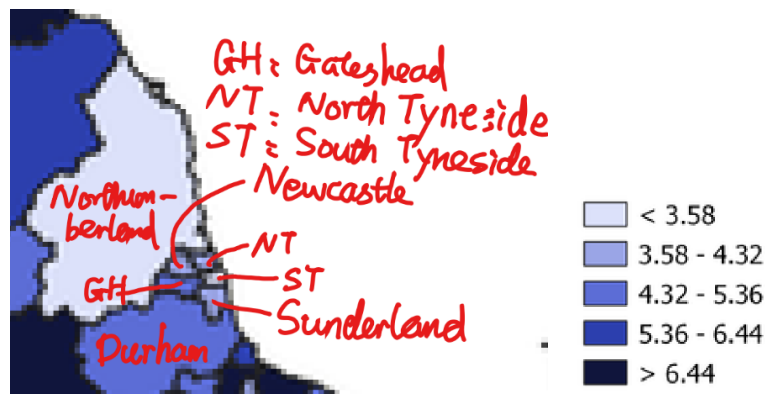 GH: Gateshead
NT: North Tyneside
ST: South Tyneside
Newcastle
Northum-
berland
NT
ST
GH
Sunderland
Durham
< 3.58
3.58 - 4.32
4.32 - 5.36
5.36 - 6.44
> 6.44